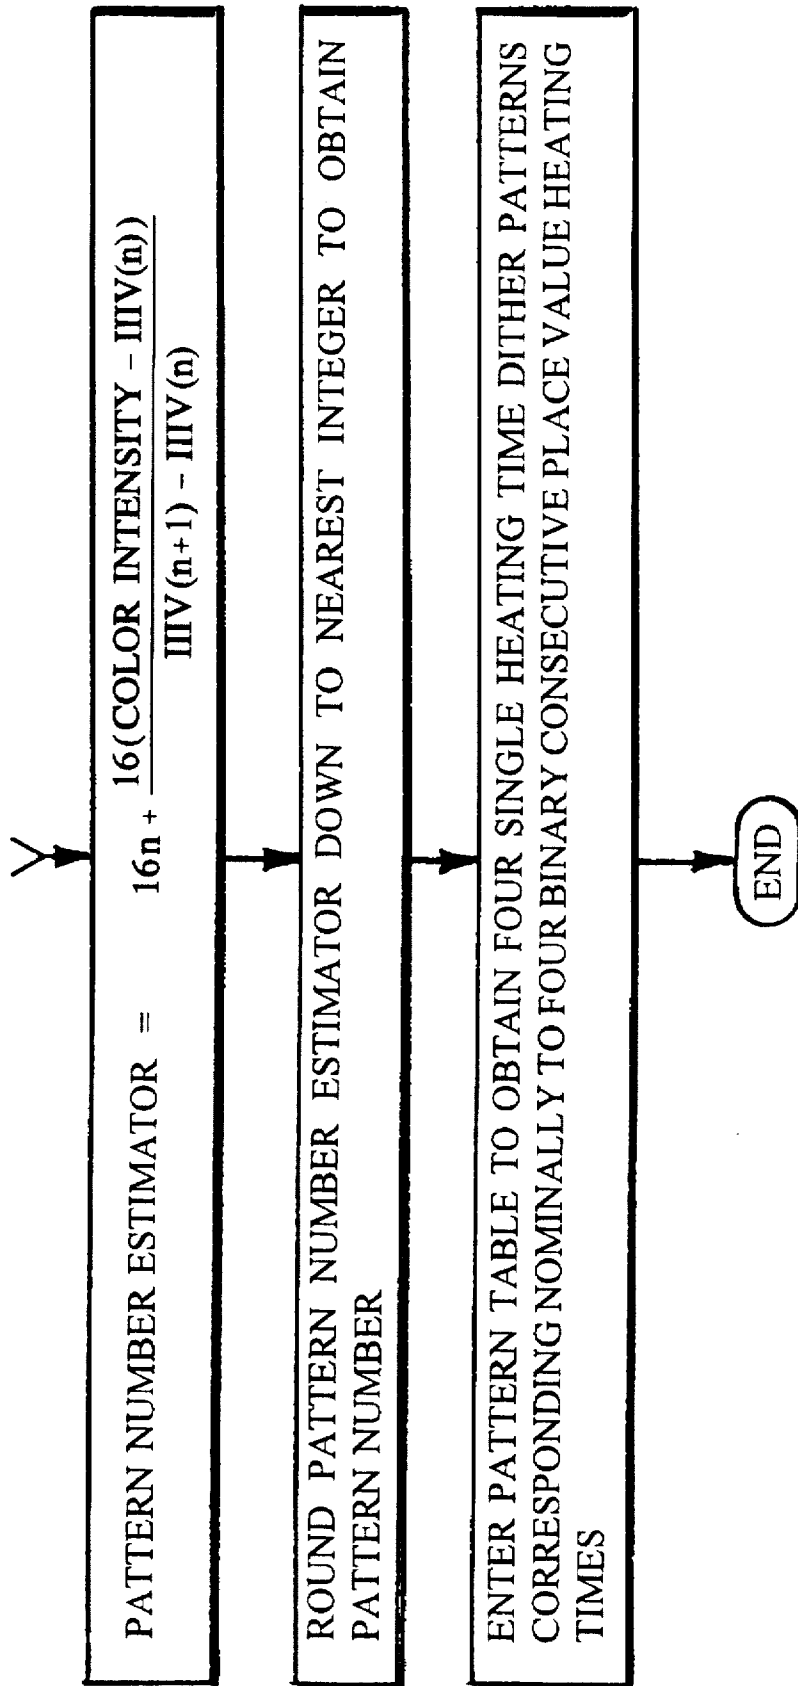 PATTERN NUMBER ESTIMATOR = 16n + 16(COLOR INTENSITY – IIIV(n))
IIIV(n+1) – IIIV(n)
ROUND PATTERN NUMBER ESTIMATOR DOWN TO NEAREST INTEGER TO OBTAIN
PATTERN NUMBER
ENTER PATTERN TABLE TO OBTAIN FOUR SINGLE HEATING TIME DITHER PATTERNS
CORRESPONDING NOMINALLY TO FOUR BINARY CONSECUTIVE PLACE VALUE HEATING
TIMES
END